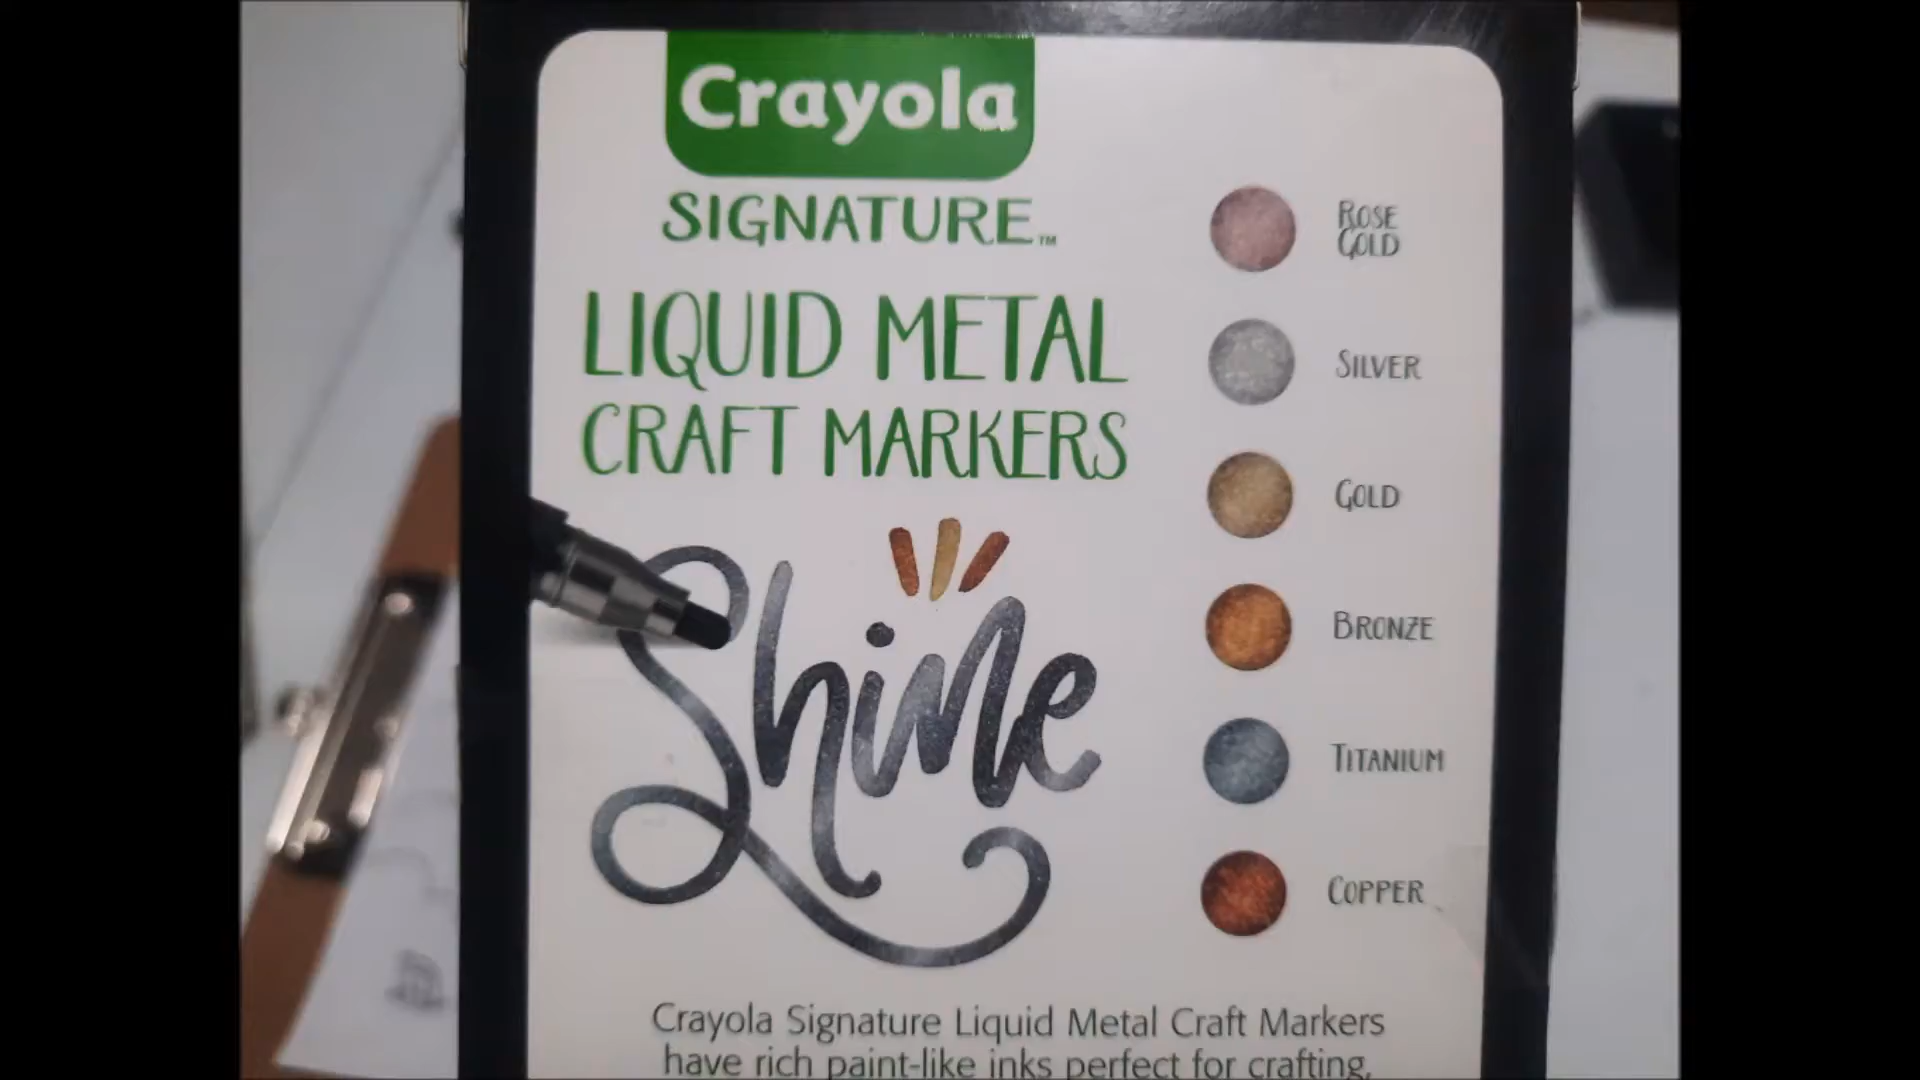 Crayola
SIGNATURE™
LIQUID METAL
CRAFT MARKERS
Shine
ROSE
GOLD
SILVER
GOLD
BRONZE
TITANIUM
COPPER
Crayola Signature Liquid Metal Craft Markers
have rich paint-like inks perfect for crafting,